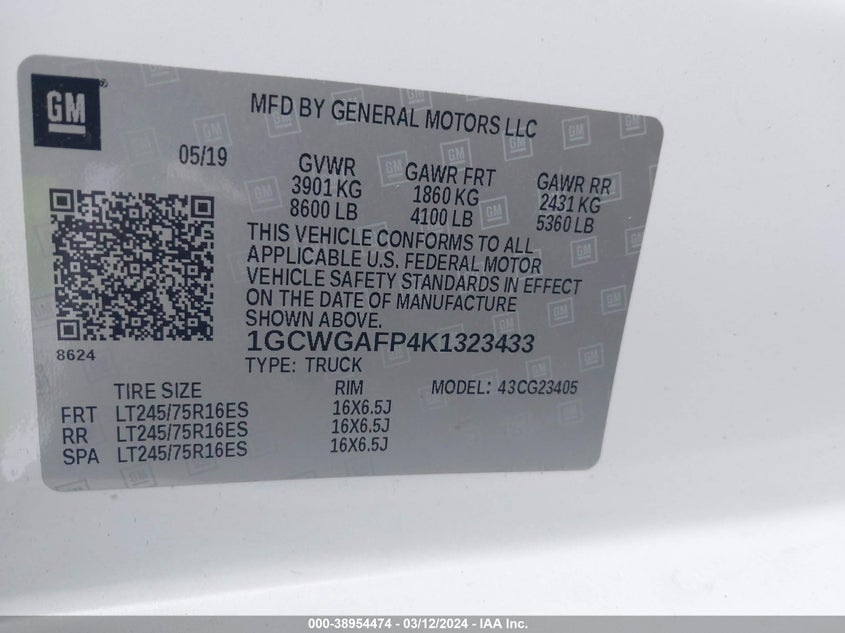 GM
MFD BY GENERAL MOTORS LLC
05/19
GVWR
3901 KG
8600 LB
GAWR FRT
1860 KG
4100 LB
GAWR RR
2431 KG
5360 LB
THIS VEHICLE CONFORMS TO ALL
APPLICABLE U.S. FEDERAL MOTOR
VEHICLE SAFETY STANDARDS IN EFFECT
ON THE DATE OF MANUFACTURE
SHOWN ABOVE.
8624
1GCWGAFP4K1323433
TYPE: TRUCK
TIRE SIZE RIM MODEL: 43CG23405
FRT LT245/75R16ES 16X6.5J
RR LT245/75R16ES 16X6.5J
SPA LT245/75R16ES 16X6.5J
000-38954474 - 03/12/2024 - IAA Inc.